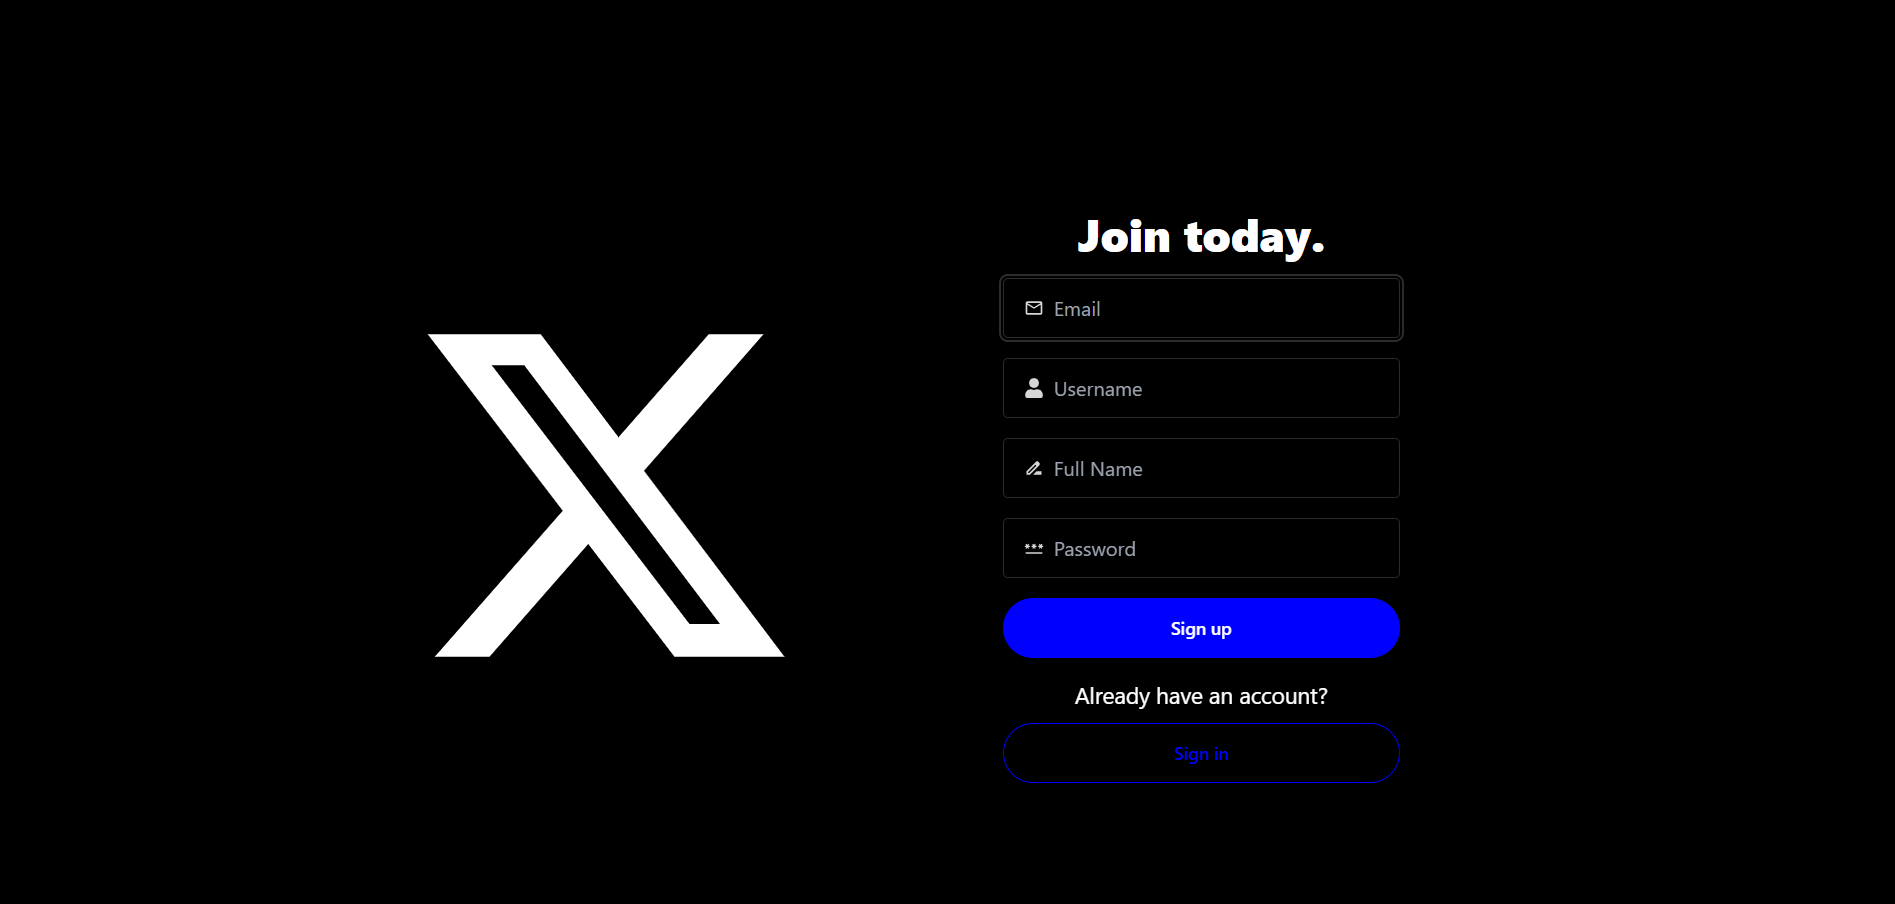 Join today.
Email
Username
Full Name
Password
Sign up
Already have an account?
Sign in